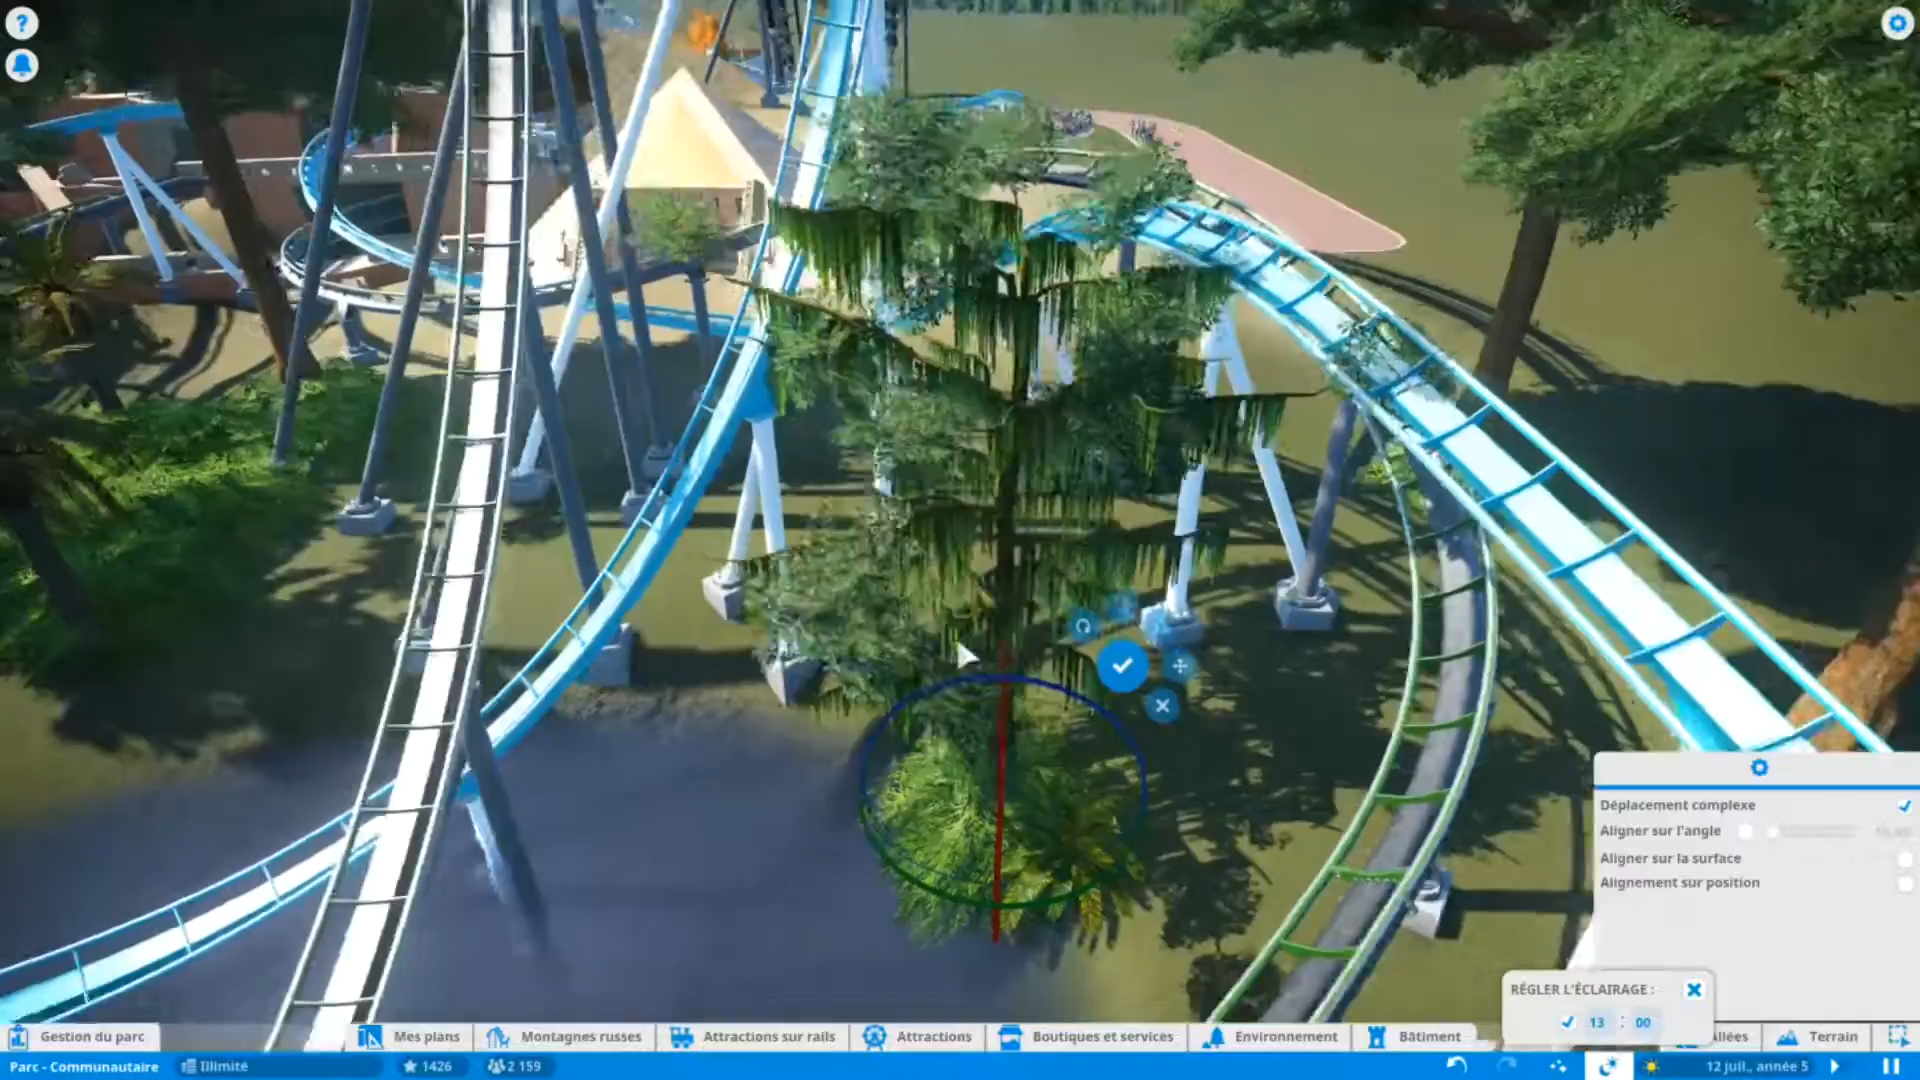 ?
Déplacement complexe
Aligner sur l'angle
Aligner sur la surface
Alignement sur position
RÉGLER L'ÉCLAIRAGE :
13 : 00
Gestion du parc
Mes plans
Montagnes russes
Attractions sur rails
Attractions
Boutiques et services
Environnement
Bâtiment
Terrain
Parc - Communautaire
Illimité
1426
2 159
12 juil., année 5